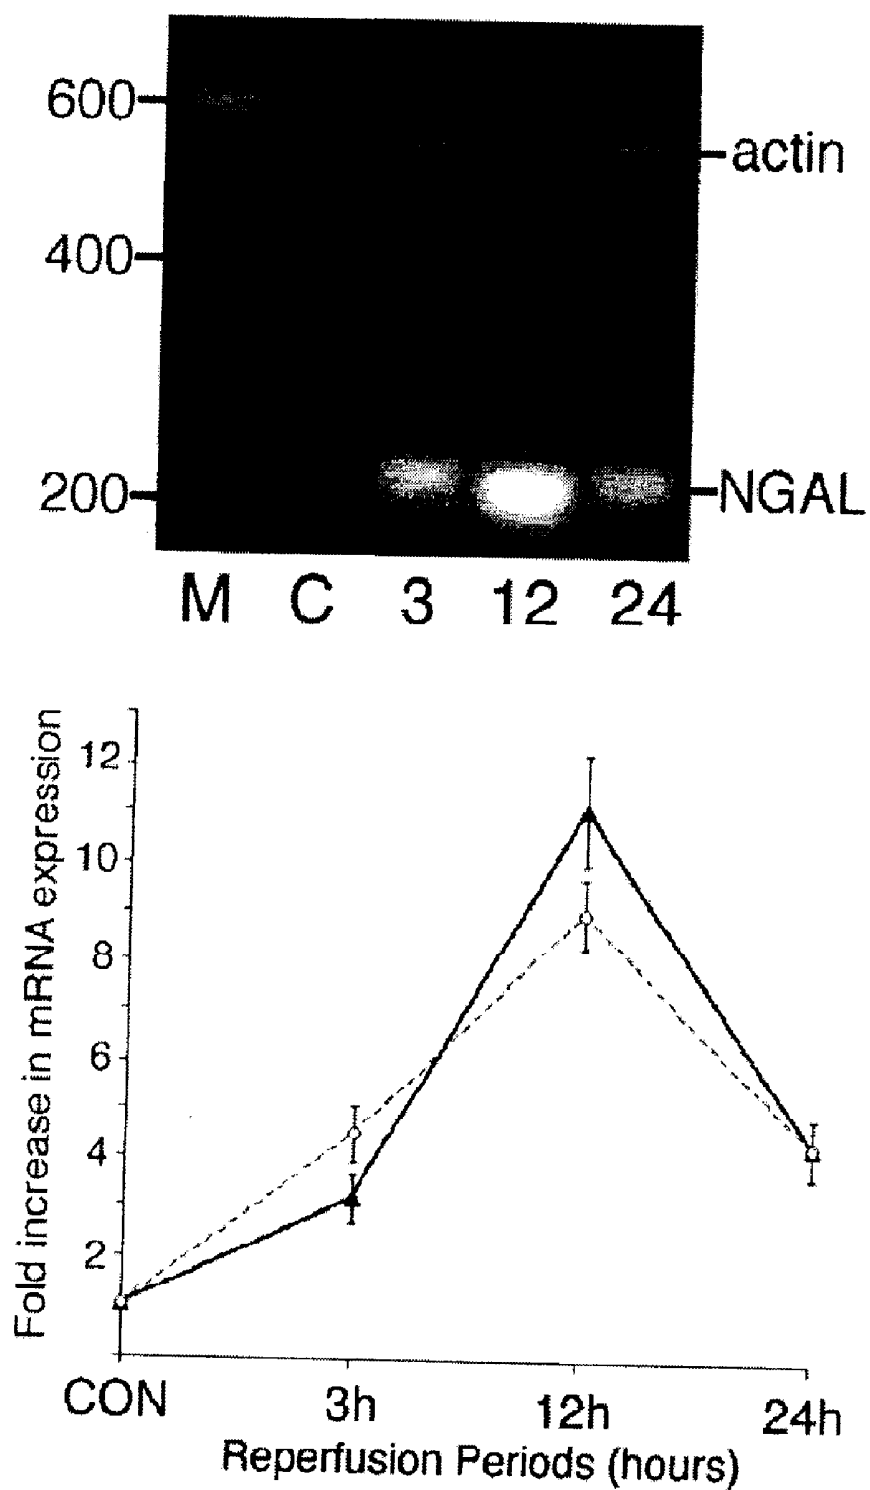 600
actin
400
200
NGAL
M C 3 12 24
Fold increase in mRNA expression
12
10
8
6
4
2
CON 3h 12h 24h
Reperfusion Periods (hours)